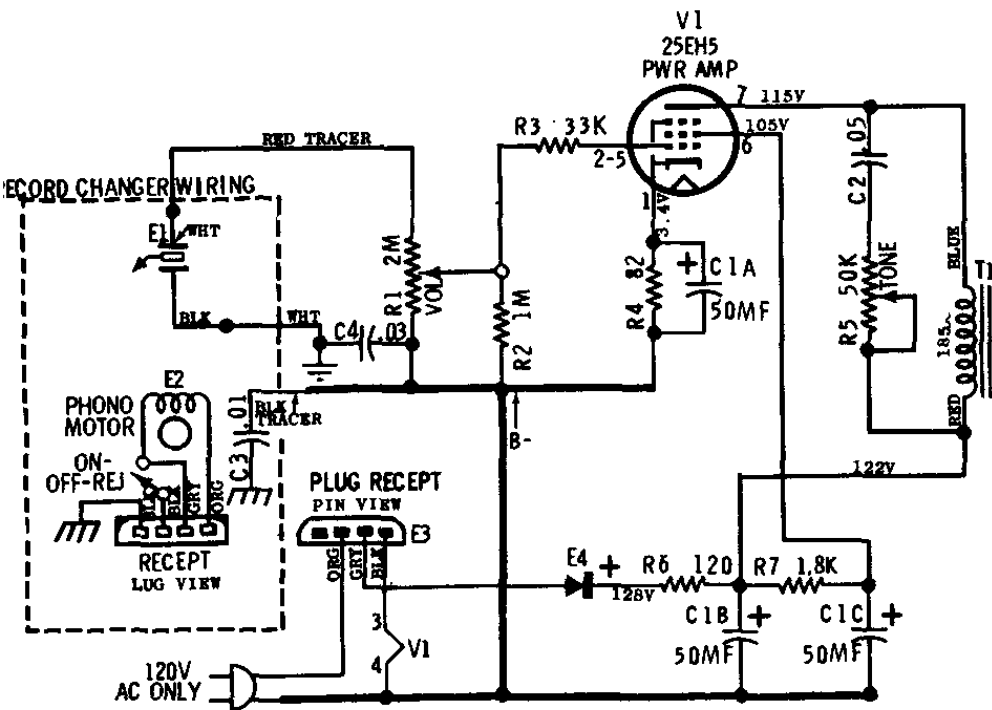 V1
25EH5
PWR AMP
7
115V
105V
6
R3 33K
2-5
1
3.4V
RED TRACER
RECORD CHANGER WIRING
E1
WHT
BLK
WHT
R1 2M
VOL
C4 .03
R2 1M
R4 82
C1A
50MF
C2 .05
R5 50K
TONE
BLUE
T1
RED
122V
E2
PHONO
MOTOR
ON-
OFF-REJ
BLK
GRY
ORG
RECEPT
LUG VIEW
C3 .01
BLK
TRACER
B-
PLUG RECEPT
PIN VIEW
E3
ORG
GRY
BLK
E4
+
128V
R6 120
R7 1.8K
C1B
50MF
C1C
50MF
3
4
V1
120V
AC ONLY